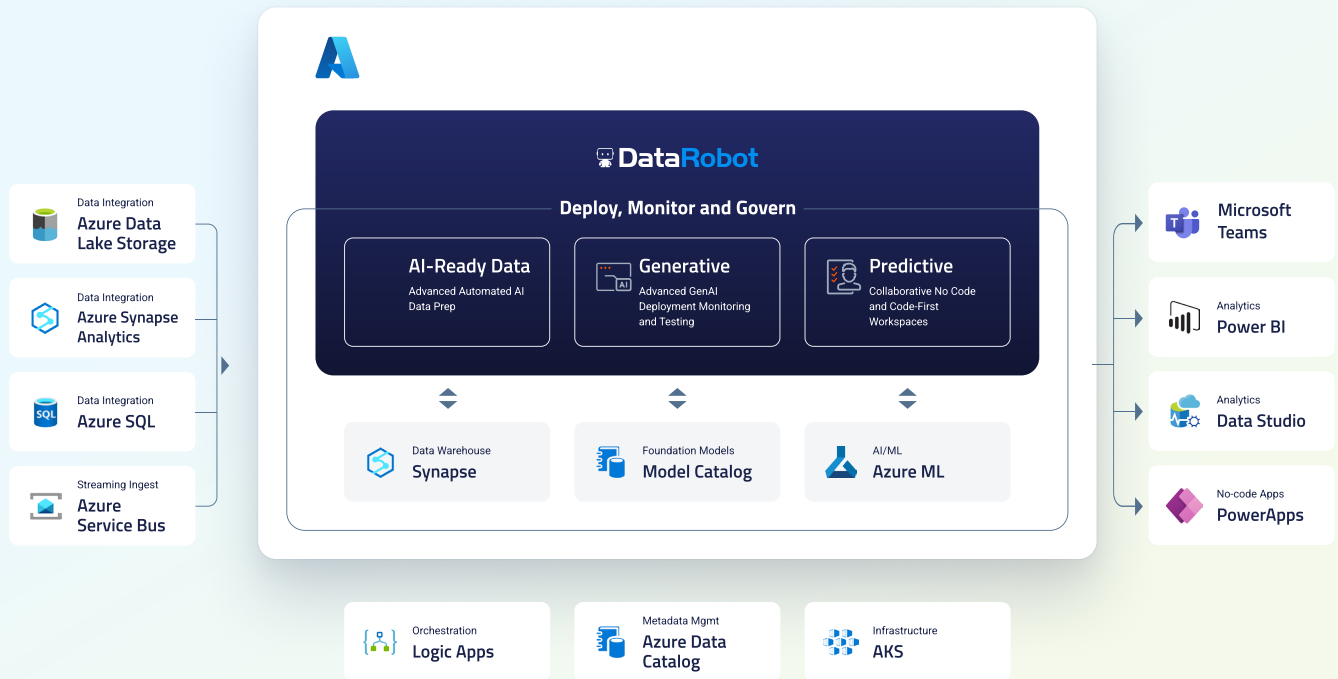 DataRobot
Deploy, Monitor and Govern
AI-Ready Data
Advanced Automated AI
Data Prep
Generative
Advanced GenAI
Deployment Monitoring
and Testing
AI
Predictive
Collaborative No Code
and Code-First
Workspaces
Data Integration
Azure Data
Lake Storage
Data Integration
Azure Synapse
Analytics
SQL
Data Integration
Azure SQL
Streaming Ingest
Azure
Service Bus
Data Warehouse
Synapse
Foundation Models
Model Catalog
AI/ML
Azure ML
T
Microsoft
Teams
Analytics
Power BI
Analytics
Data Studio
No-code Apps
PowerApps
Orchestration
Logic Apps
Metadata Mgmt
Azure Data
Catalog
Infrastructure
AKS